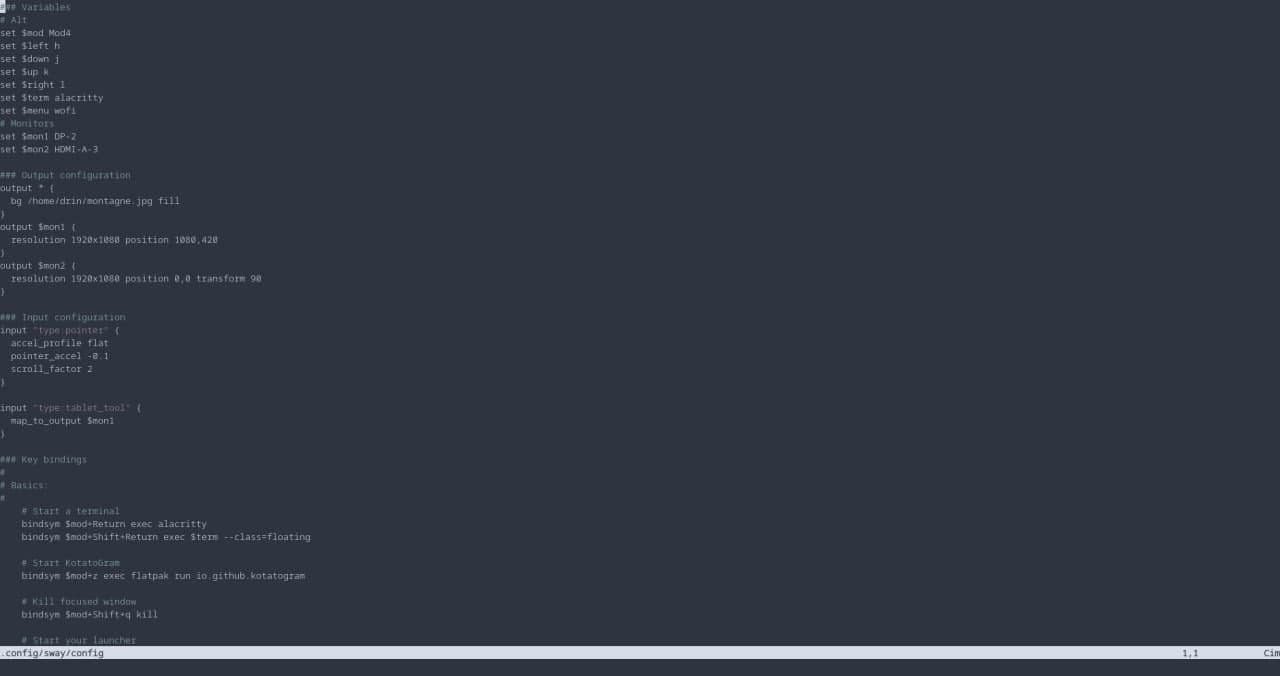 ### Variables
# Alt
set $mod Mod4
set $left h
set $down j
set $up k
set $right l
set $term alacritty
set $menu wofi
# Monitors
set $mon1 DP-2
set $mon2 HDMI-A-3
### Output configuration
output * {
  bg /home/drin/montagne.jpg fill
}
output $mon1 {
  resolution 1920x1080 position 1080,420
}
output $mon2 {
  resolution 1920x1080 position 0,0 transform 90
}
### Input configuration
input "type:pointer" {
  accel_profile flat
  pointer_accel -0.1
  scroll_factor 2
}
input "type:tablet_tool" {
  map_to_output $mon1
}
### Key bindings
#
# Basics:
#
    # Start a terminal
    bindsym $mod+Return exec alacritty
    bindsym $mod+Shift+Return exec $term --class=floating
    # Start KotatoGram
    bindsym $mod+z exec flatpak run io.github.kotatogram
    # Kill focused window
    bindsym $mod+Shift+q kill
    # Start your launcher
.config/sway/config 1,1 Cim